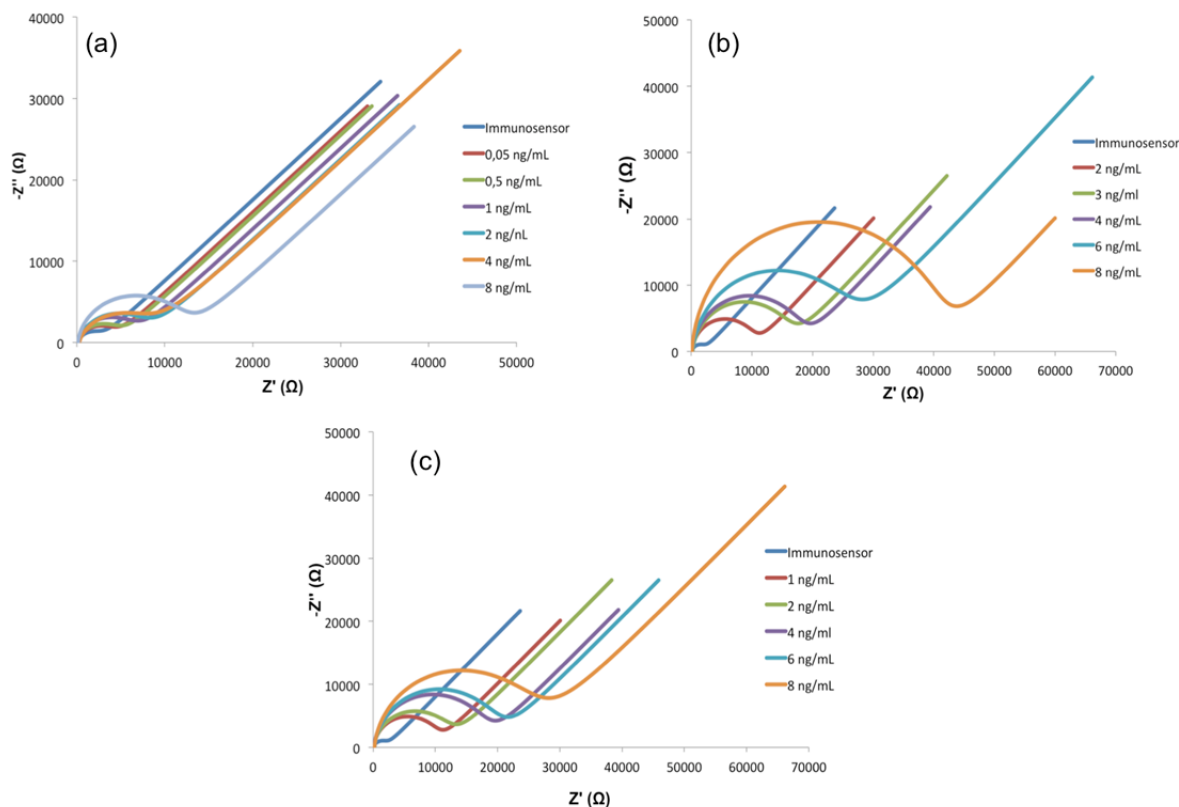 (a)
-Z'' (Ω)
40000
30000
20000
10000
0
0 10000 20000 30000 40000 50000
Z' (Ω)
Immunosensor
0,05 ng/mL
0,5 ng/mL
1 ng/mL
2 ng/nL
4 ng/mL
8 ng/mL
(b)
-Z'' (Ω)
50000
40000
30000
20000
10000
0
0 10000 20000 30000 40000 50000 60000 70000
Z' (Ω)
Immunosensor
2 ng/mL
3 ng/ml
4 ng/mL
6 ng/mL
8 ng/mL
(c)
-Z'' (Ω)
50000
40000
30000
20000
10000
0
0 10000 20000 30000 40000 50000 60000 70000
Z' (Ω)
Immunosensor
1 ng/mL
2 ng/mL
4 ng/ml
6 ng/mL
8 ng/mL